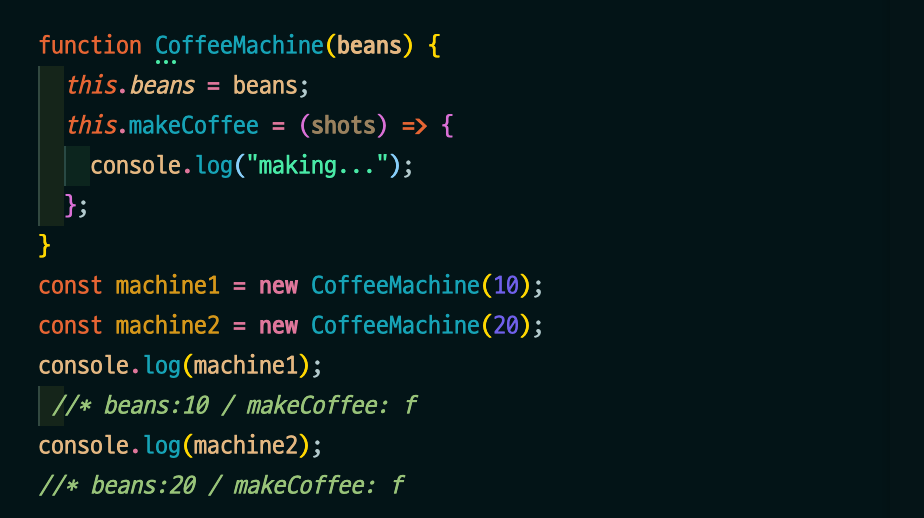 function CoffeeMachine(beans) {
  this.beans = beans;
  this.makeCoffee = (shots) => {
    console.log("making...");
  };
}
const machine1 = new CoffeeMachine(10);
const machine2 = new CoffeeMachine(20);
console.log(machine1);
 //* beans:10 / makeCoffee: f
console.log(machine2);
//* beans:20 / makeCoffee: f